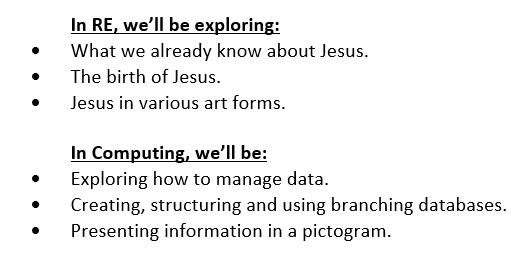 In RE, we'll be exploring:
• What we already know about Jesus.
• The birth of Jesus.
• Jesus in various art forms.
In Computing, we'll be:
• Exploring how to manage data.
• Creating, structuring and using branching databases.
• Presenting information in a pictogram.